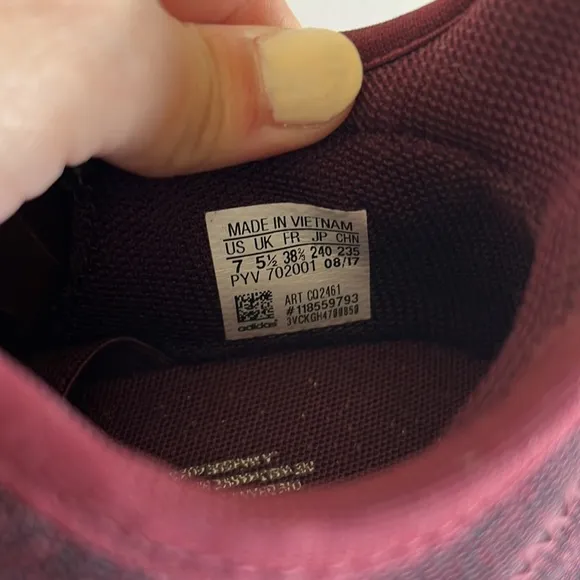 MADE IN VIETNAM
US UK FR JP CHN
7 5½ 38⅔ 240 235
PYV 702001 08/17
ART CQ2461
#118559793
adidas 3VCKGH4700850